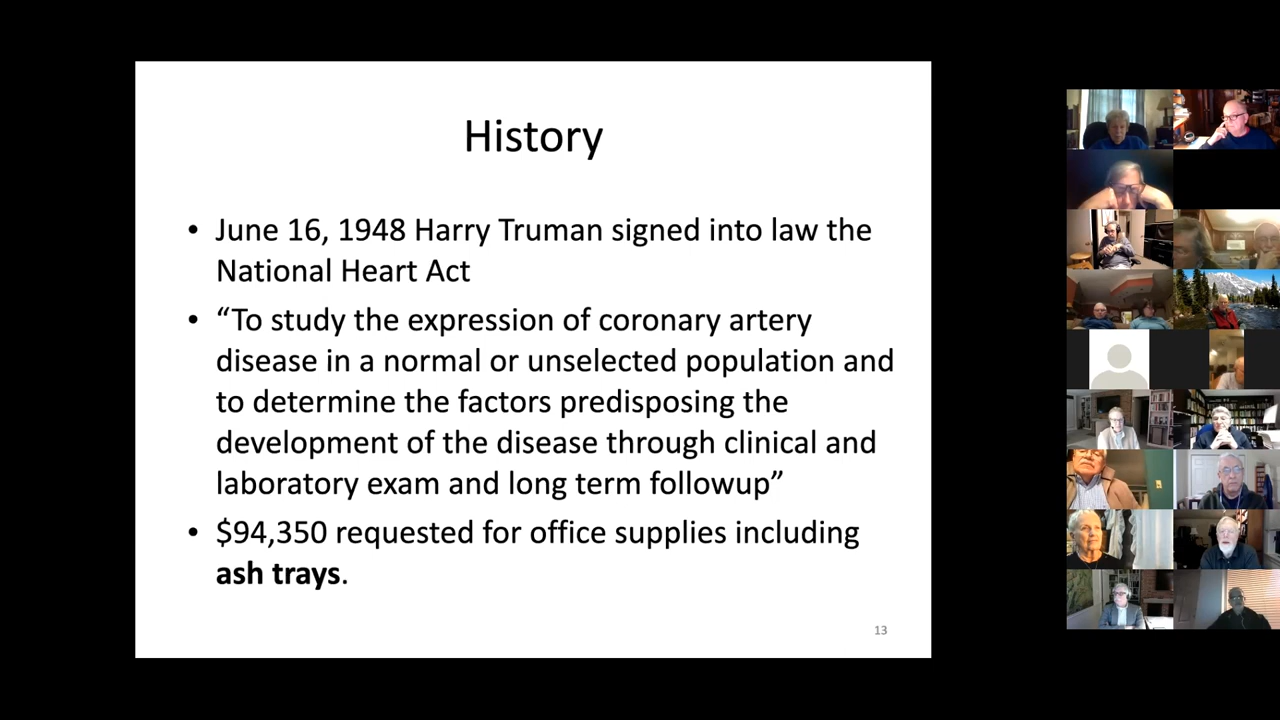 History
• June 16, 1948 Harry Truman signed into law the
National Heart Act
• “To study the expression of coronary artery
disease in a normal or unselected population and
to determine the factors predisposing the
development of the disease through clinical and
laboratory exam and long term followup”
• $94,350 requested for office supplies including
ash trays.
13